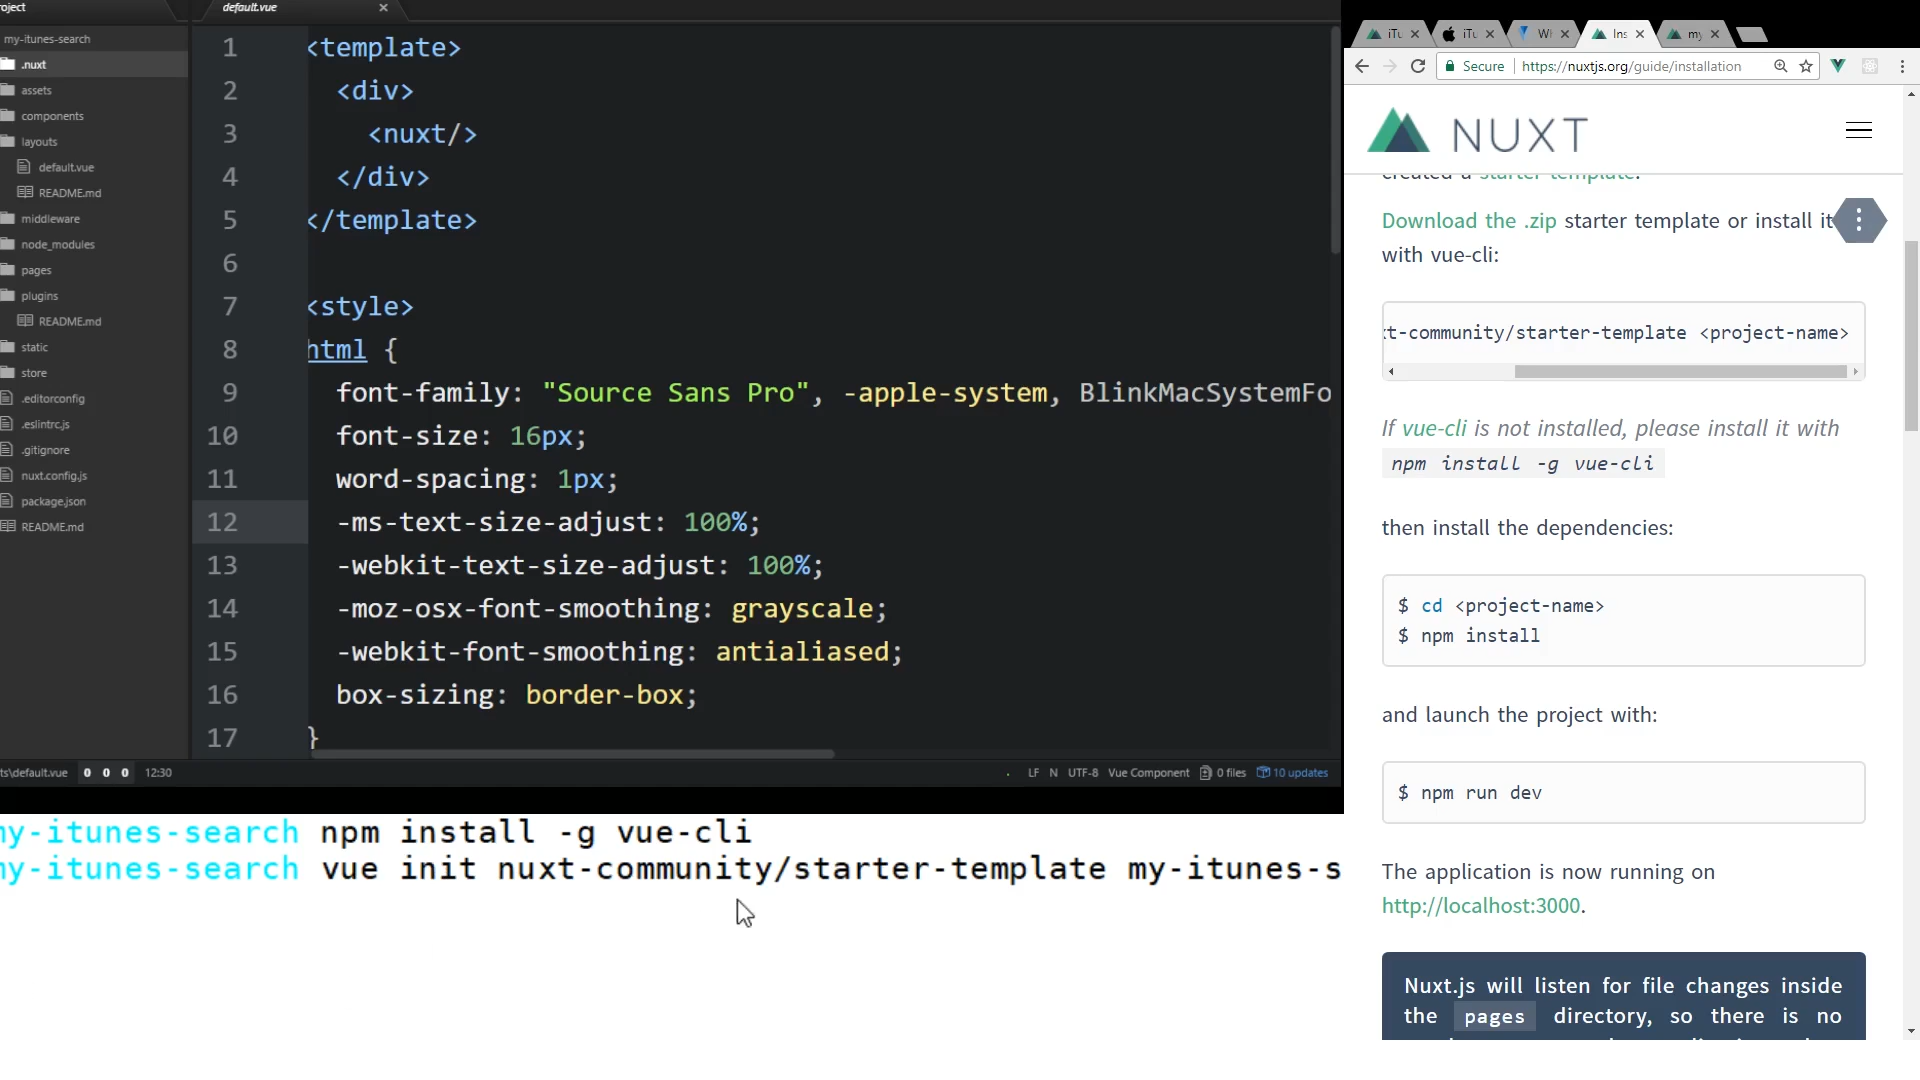 oject
my-itunes-search
.nuxt
assets
components
layouts
default.vue
README.md
middleware
node_modules
pages
plugins
README.md
static
store
.editorconfig
.eslintrc.js
.gitignore
nuxt.config.js
package.json
README.md
default.vue
1 <template>
2 <div>
3 <nuxt/>
4 </div>
5 </template>
6
7 <style>
8 html {
9 font-family: "Source Sans Pro", -apple-system, BlinkMacSystemFo
10 font-size: 16px;
11 word-spacing: 1px;
12 -ms-text-size-adjust: 100%;
13 -webkit-text-size-adjust: 100%;
14 -moz-osx-font-smoothing: grayscale;
15 -webkit-font-smoothing: antialiased;
16 box-sizing: border-box;
17 }
ts\default.vue 0 0 0 12:30 . LF N UTF-8 Vue Component 0 files 10 updates
my-itunes-search npm install -g vue-cli
my-itunes-search vue init nuxt-community/starter-template my-itunes-s
iTu iTu Wh Ins my
Secure https://nuxtjs.org/guide/installation
NUXT
created a starter template.
Download the .zip starter template or install it
with vue-cli:
t-community/starter-template <project-name>
If vue-cli is not installed, please install it with
npm install -g vue-cli
then install the dependencies:
$ cd <project-name>
$ npm install
and launch the project with:
$ npm run dev
The application is now running on
http://localhost:3000.
Nuxt.js will listen for file changes inside
the pages directory, so there is no